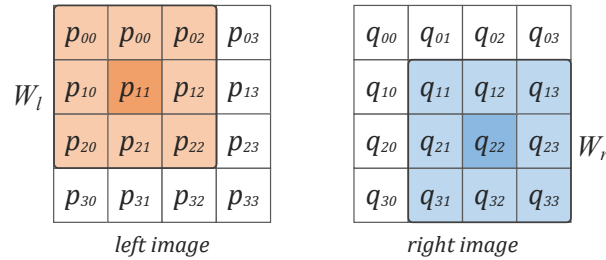 p00 p00 p02 p03 q00 q01 q02 q03
Wl p10 p11 p12 p13 q10 q11 q12 q13
p20 p21 p22 p23 q20 q21 q22 q23 Wr
p30 p31 p32 p33 q30 q31 q32 q33
left image right image